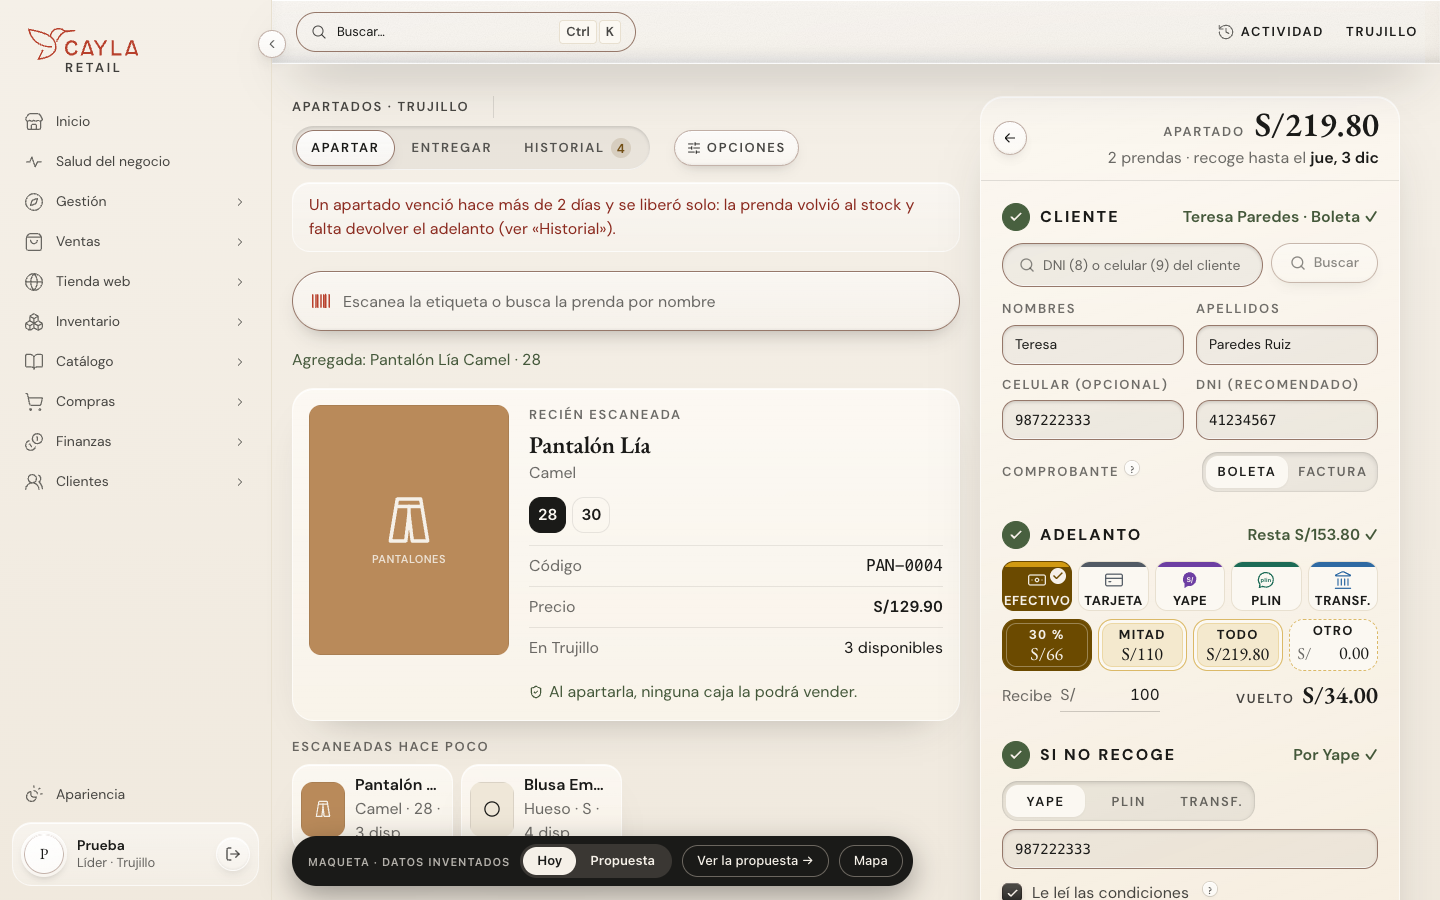 CAYLA
RETAIL
Inicio
Salud del negocio
Gestión
Ventas
Tienda web
Inventario
Catálogo
Compras
Finanzas
Clientes
Apariencia
P
Prueba
Líder · Trujillo
Buscar...
Ctrl K
ACTIVIDAD
TRUJILLO
APARTADOS · TRUJILLO
APARTAR
ENTREGAR
HISTORIAL 4
OPCIONES
Un apartado venció hace más de 2 días y se liberó solo: la prenda volvió al stock y
falta devolver el adelanto (ver «Historial»).
Escanea la etiqueta o busca la prenda por nombre
Agregada: Pantalón Lía Camel · 28
PANTALONES
RECIÉN ESCANEADA
Pantalón Lía
Camel
28 30
Código PAN-0004
Precio S/129.90
En Trujillo 3 disponibles
Al apartarla, ninguna caja la podrá vender.
ESCANEADAS HACE POCO
Pantalón ...
Camel · 28 ·
3 disp.
Blusa Em...
Hueso · S ·
4 disp.
MAQUETA · DATOS INVENTADOS
Hoy
Propuesta
Ver la propuesta →
Mapa
APARTADO S/219.80
2 prendas · recoge hasta el jue, 3 dic
CLIENTE
Teresa Paredes · Boleta ✓
DNI (8) o celular (9) del cliente
Buscar
NOMBRES
APELLIDOS
Teresa
Paredes Ruiz
CELULAR (OPCIONAL)
DNI (RECOMENDADO)
987222333
41234567
COMPROBANTE ?
BOLETA
FACTURA
ADELANTO
Resta S/153.80 ✓
EFECTIVO
TARJETA
S/
YAPE
plin
PLIN
TRANSF.
30 %
S/66
MITAD
S/110
TODO
S/219.80
OTRO
S/ 0.00
Recibe S/ 100
VUELTO S/34.00
SI NO RECOGE
Por Yape ✓
YAPE
PLIN
TRANSF.
987222333
Le leí las condiciones ?